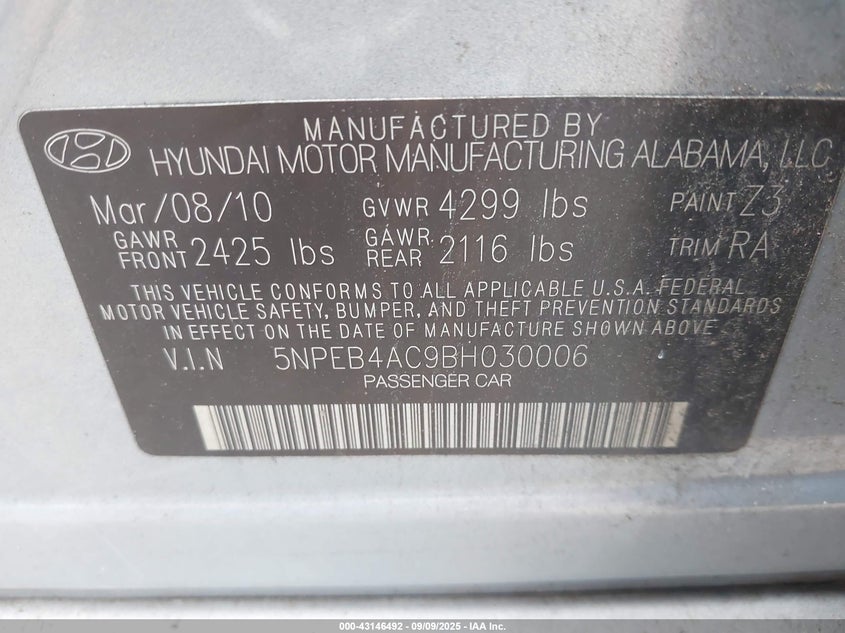 MANUFACTURED BY
HYUNDAI MOTOR MANUFACTURING ALABAMA, LLC
Mar/08/10 GVWR 4299 lbs PAINT Z3
GAWR FRONT 2425 lbs GAWR REAR 2116 lbs TRIM RA
THIS VEHICLE CONFORMS TO ALL APPLICABLE U.S.A. FEDERAL
MOTOR VEHICLE SAFETY, BUMPER, AND THEFT PREVENTION STANDARDS
IN EFFECT ON THE DATE OF MANUFACTURE SHOWN ABOVE
V.I.N 5NPEB4AC9BH030006
PASSENGER CAR
000-43146492 - 09/09/2025 - IAA Inc.